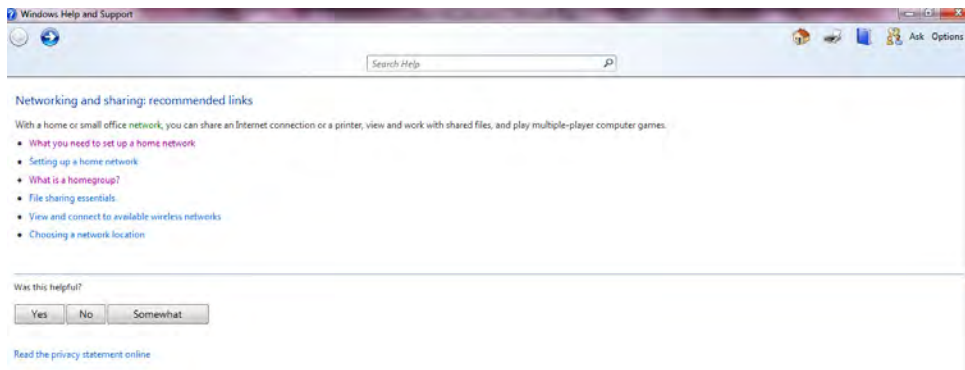 Windows Help and Support
Ask Options
Search Help
Networking and sharing: recommended links
With a home or small office network, you can share an Internet connection or a printer, view and work with shared files, and play multiple-player computer games.
What you need to set up a home network
Setting up a home network
What is a homegroup?
File sharing essentials
View and connect to available wireless networks
Choosing a network location
Was this helpful?
Yes No Somewhat
Read the privacy statement online